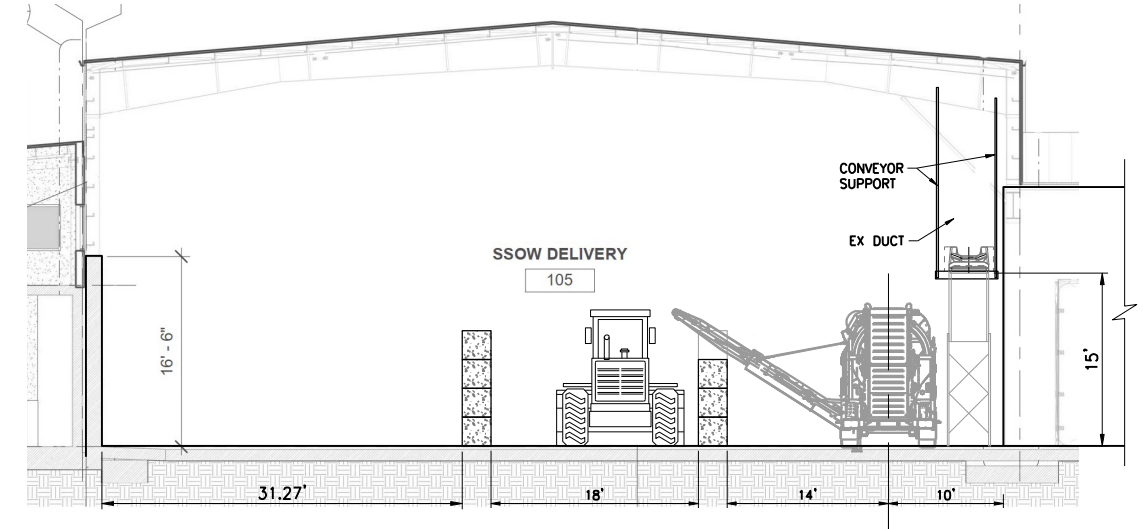 CONVEYOR
SUPPORT
EX DUCT
SSOW DELIVERY
105
16' - 6"
15'
31.27'
18'
14'
10'